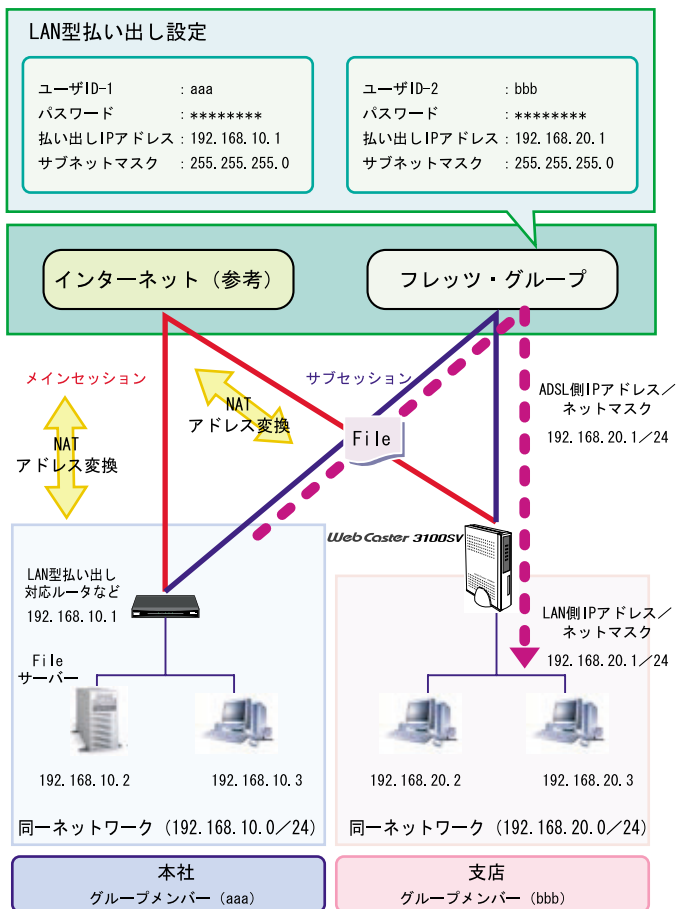 LAN型払い出し設定
ユーザID-1 : aaa
パスワード : ********
払い出しIPアドレス : 192.168.10.1
サブネットマスク : 255.255.255.0
ユーザID-2 : bbb
パスワード : ********
払い出しIPアドレス : 192.168.20.1
サブネットマスク : 255.255.255.0
インターネット（参考）
フレッツ・グループ
メインセッション
サブセッション
NAT
アドレス変換
NAT
アドレス変換
File
ADSL側IPアドレス／
ネットマスク
192.168.20.1／24
Web Caster 3100SV
LAN型払い出し
対応ルータなど
192.168.10.1
LAN側IPアドレス／
ネットマスク
192.168.20.1／24
File
サーバー
192.168.10.2
192.168.10.3
192.168.20.2
192.168.20.3
同一ネットワーク（192.168.10.0／24）
同一ネットワーク（192.168.20.0／24）
本社
グループメンバー（aaa）
支店
グループメンバー（bbb）